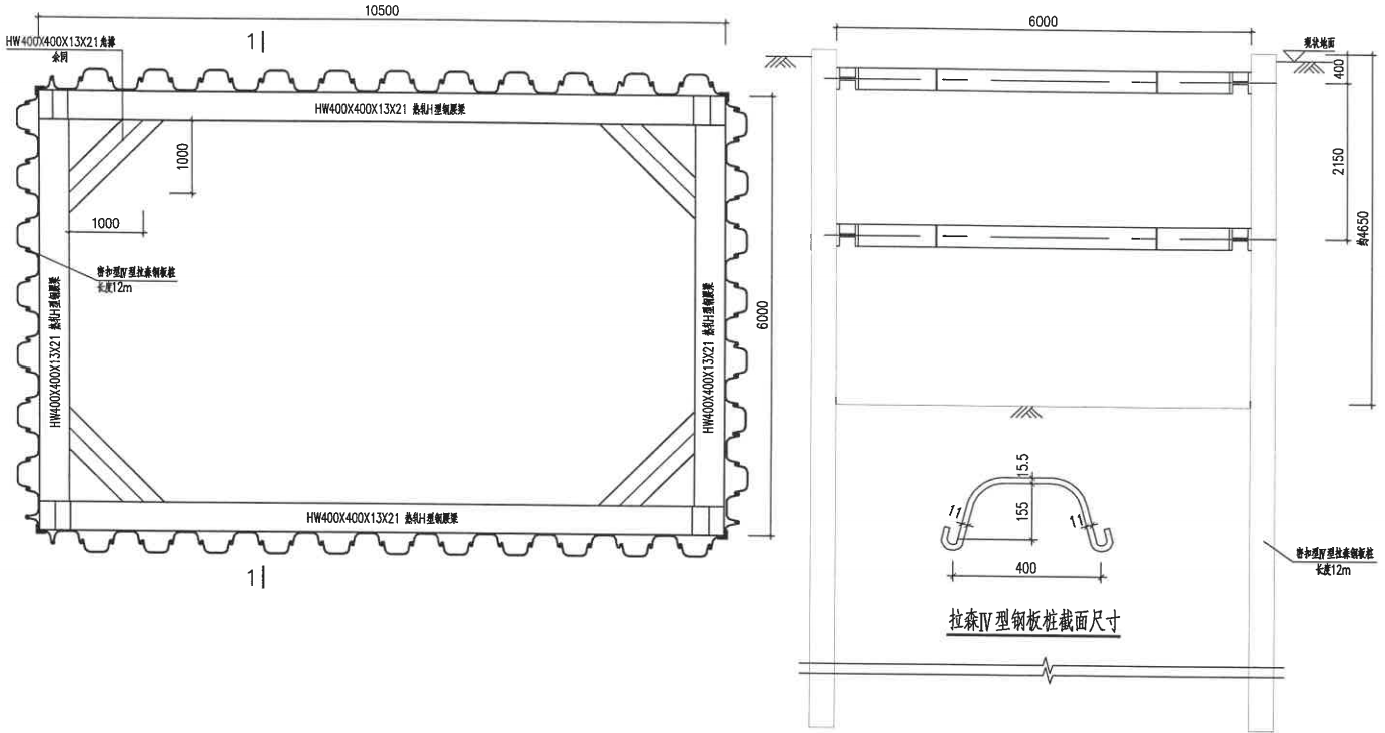 10500
HW400X400X13X21 角撑
余同
1
HW400X400X13X21 热轧H型钢腰梁
1000
1000
密扣型Ⅳ型拉森钢板桩
长度12m
HW400X400X13X21 热轧H型钢腰梁
HW400X400X13X21 热轧H型钢腰梁
6000
HW400X400X13X21 热轧H型钢腰梁
1
6000
现状地面
400
2150
约4650
15.5
155
11
11
400
拉森Ⅳ型钢板桩截面尺寸
密扣型Ⅳ型拉森钢板桩
长度12m